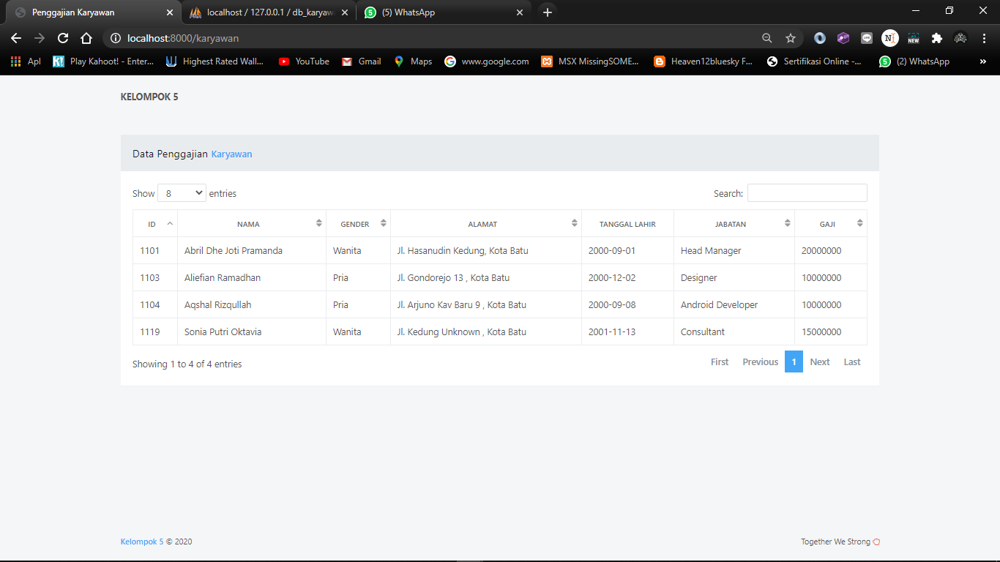 Penggajian Karyawan
localhost / 127.0.0.1 / db_karyaw
(5) WhatsApp
localhost:8000/karyawan
Apl Play Kahoot! - Enter... Highest Rated Wall... YouTube Gmail Maps www.google.com MSX MissingSOME... Heaven12bluesky F... Sertifikasi Online -... (2) WhatsApp »
KELOMPOK 5
Data Penggajian Karyawan
Show 8 entries Search:
ID NAMA GENDER ALAMAT TANGGAL LAHIR JABATAN GAJI
1101 Abril Dhe Joti Pramanda Wanita Jl. Hasanudin Kedung, Kota Batu 2000-09-01 Head Manager 20000000
1103 Aliefian Ramadhan Pria Jl. Gondorejo 13 , Kota Batu 2000-12-02 Designer 10000000
1104 Aqshal Rizqullah Pria Jl. Arjuno Kav Baru 9 , Kota Batu 2000-09-08 Android Developer 10000000
1119 Sonia Putri Oktavia Wanita Jl. Kedung Unknown , Kota Batu 2001-11-13 Consultant 15000000
Showing 1 to 4 of 4 entries First Previous 1 Next Last
Kelompok 5 © 2020 Together We Strong